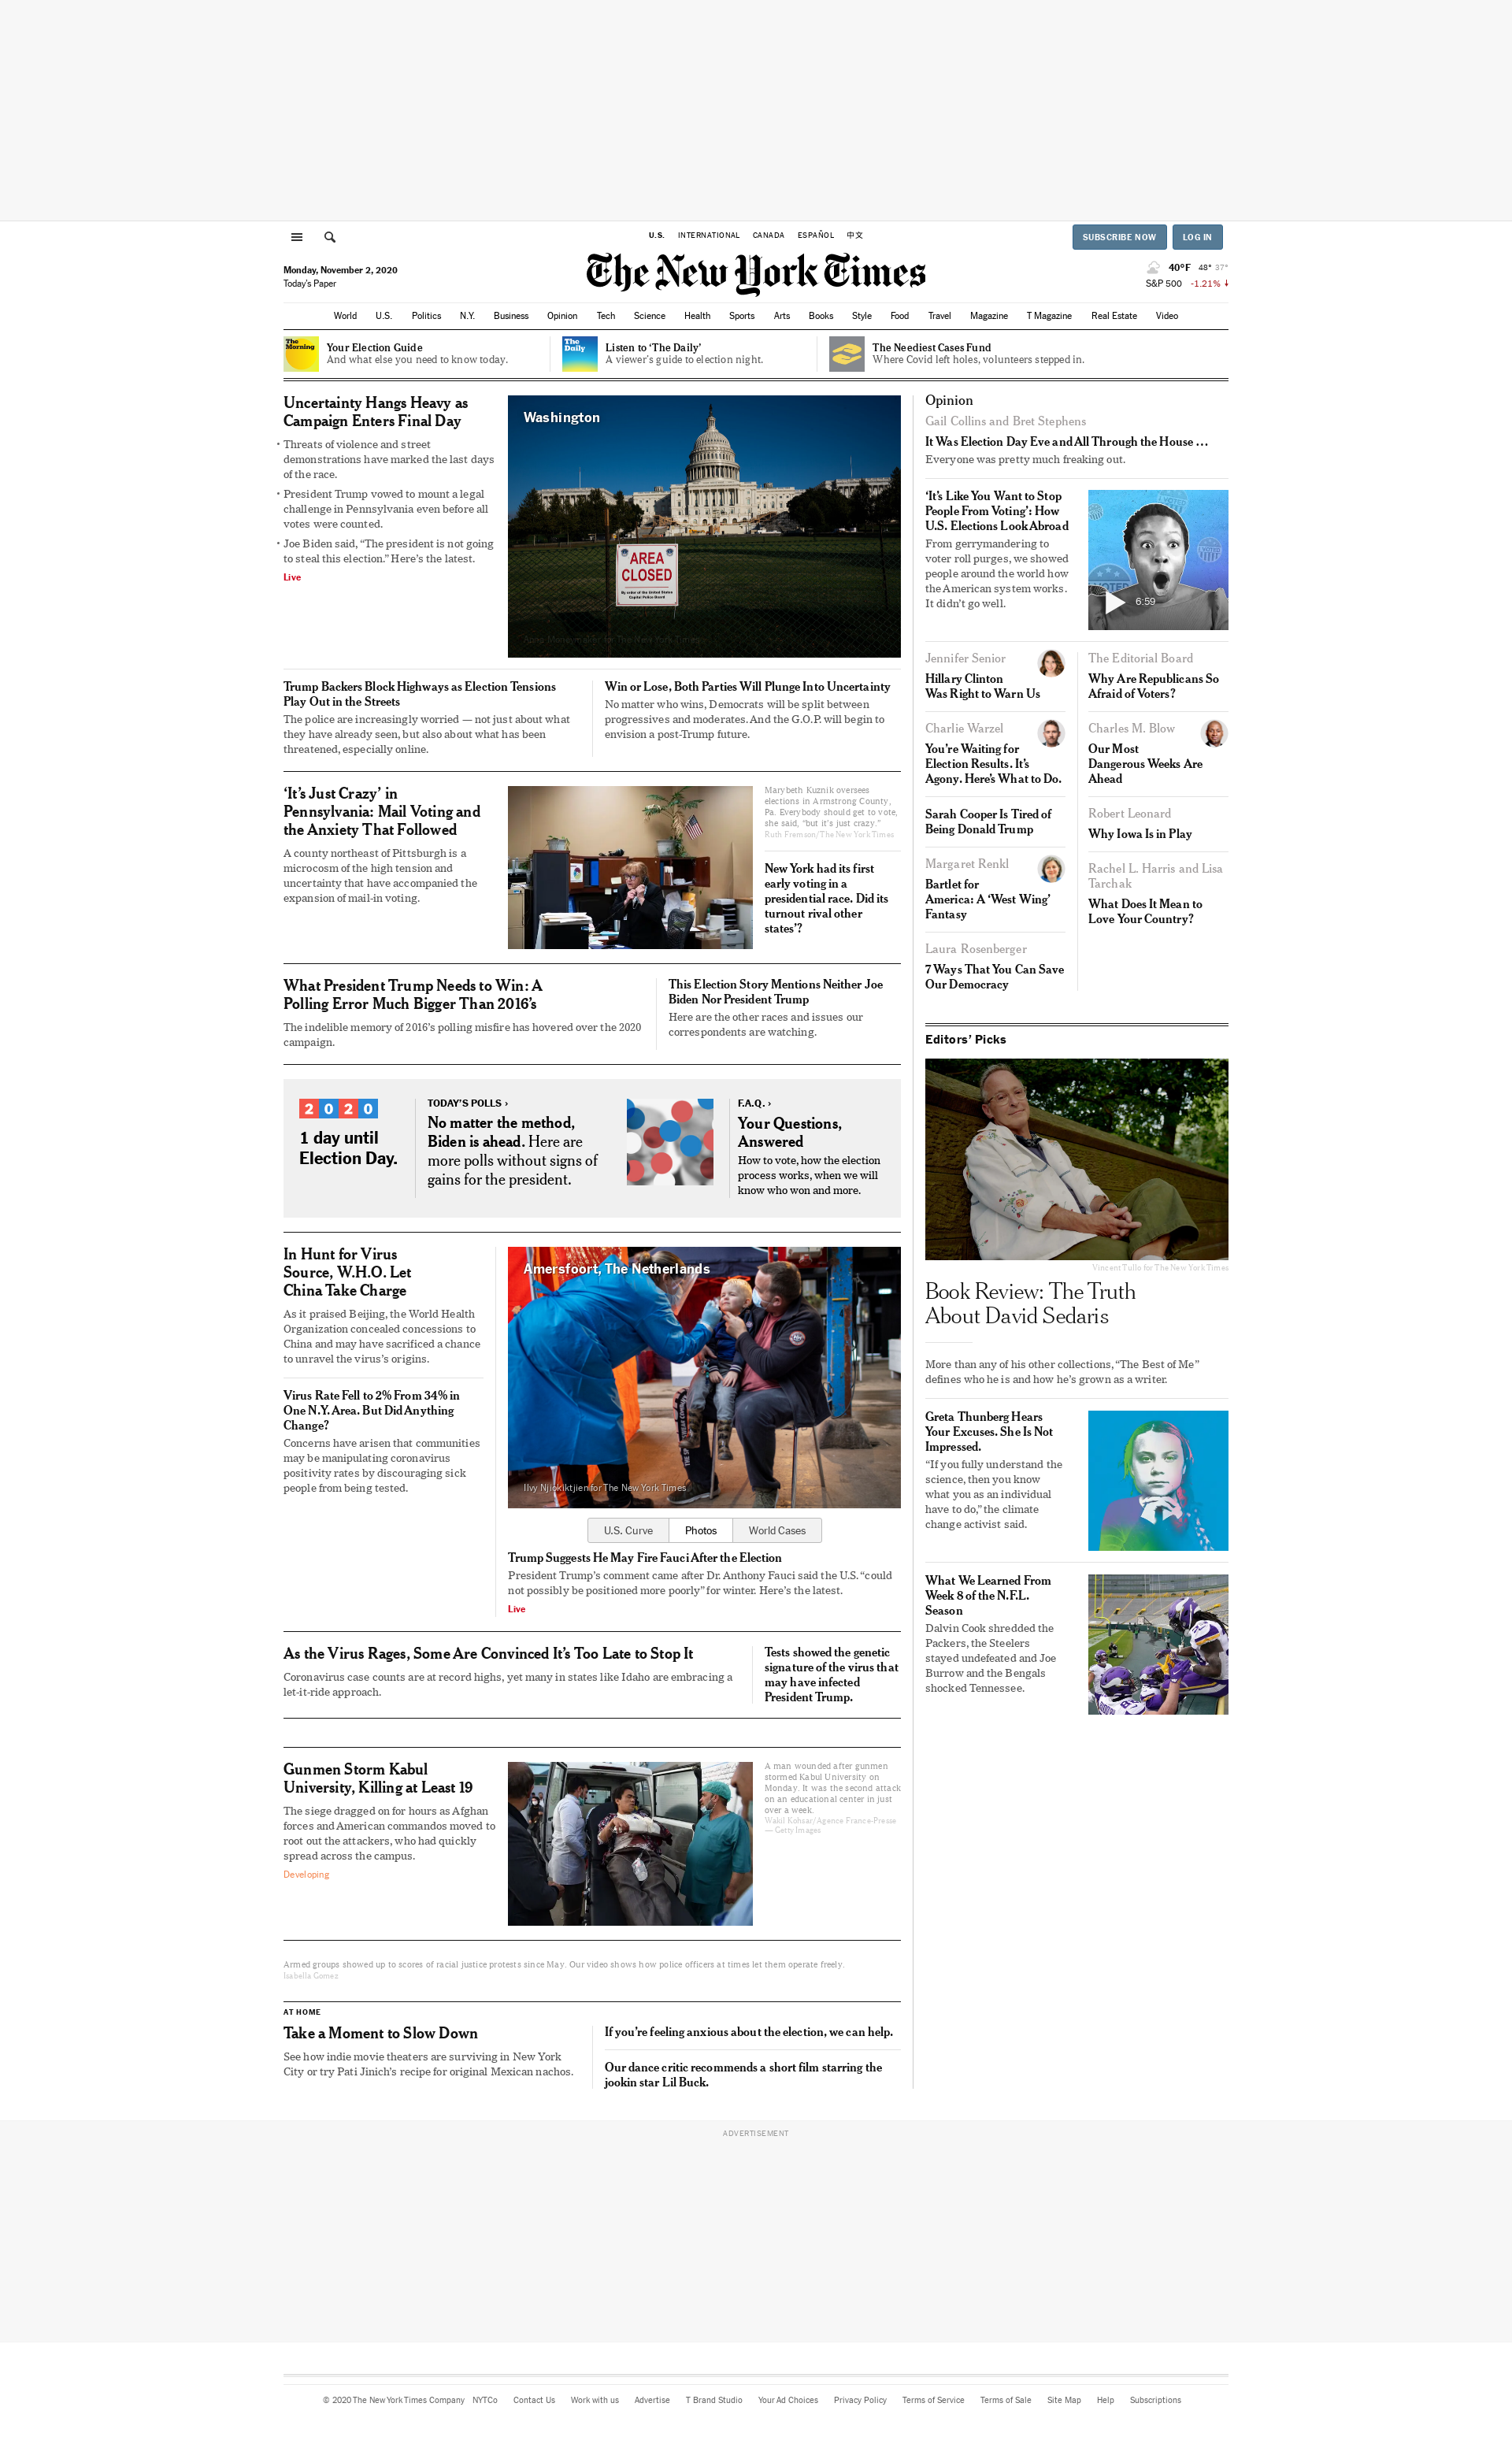 U.S. INTERNATIONAL CANADA ESPAÑOL 中文
SUBSCRIBE NOW LOG IN
Monday, November 2, 2020
Today's Paper
The New York Times
40°F 48° 37°
S&P 500 -1.21%
World U.S. Politics N.Y. Business Opinion Tech Science Health Sports Arts Books Style Food Travel Magazine T Magazine Real Estate Video
The Morning
Your Election Guide
And what else you need to know today.
The Daily
Listen to ‘The Daily’
A viewer’s guide to election night.
The Neediest Cases Fund
Where Covid left holes, volunteers stepped in.
Uncertainty Hangs Heavy as
Campaign Enters Final Day
• Threats of violence and street
demonstrations have marked the last days
of the race.
• President Trump vowed to mount a legal
challenge in Pennsylvania even before all
votes were counted.
• Joe Biden said, “The president is not going
to steal this election.” Here’s the latest.
Live
Washington
AREA
CLOSED
By order of the United States
Capitol Police Board
Trump Backers Block Highways as Election Tensions
Play Out in the Streets
The police are increasingly worried — not just about what
they have already seen, but also about what has been
threatened, especially online.
Win or Lose, Both Parties Will Plunge Into Uncertainty
No matter who wins, Democrats will be split between
progressives and moderates. And the G.O.P. will begin to
envision a post-Trump future.
‘It’s Just Crazy’ in
Pennsylvania: Mail Voting and
the Anxiety That Followed
A county northeast of Pittsburgh is a
microcosm of the high tension and
uncertainty that have accompanied the
expansion of mail-in voting.
Marybeth Kuznik oversees
elections in Armstrong County,
Pa. Everybody should get to vote,
she said, “but it’s just crazy.”
Ruth Fremson/The New York Times
New York had its first
early voting in a
presidential race. Did its
turnout rival other
states’?
What President Trump Needs to Win: A
Polling Error Much Bigger Than 2016’s
The indelible memory of 2016’s polling misfire has hovered over the 2020
campaign.
This Election Story Mentions Neither Joe
Biden Nor President Trump
Here are the other races and issues our
correspondents are watching.
2020
1 day until
Election Day.
TODAY’S POLLS ›
No matter the method,
Biden is ahead. Here are
more polls without signs of
gains for the president.
F.A.Q. ›
Your Questions,
Answered
How to vote, how the election
process works, when we will
know who won and more.
In Hunt for Virus
Source, W.H.O. Let
China Take Charge
As it praised Beijing, the World Health
Organization concealed concessions to
China and may have sacrificed a chance
to unravel the virus’s origins.
Virus Rate Fell to 2% From 34% in
One N.Y. Area. But Did Anything
Change?
Concerns have arisen that communities
may be manipulating coronavirus
positivity rates by discouraging sick
people from being tested.
Amersfoort, The Netherlands
Ilvy Njiokiktjien for The New York Times
U.S. Curve Photos World Cases
Trump Suggests He May Fire Fauci After the Election
President Trump’s comment came after Dr. Anthony Fauci said the U.S. “could
not possibly be positioned more poorly” for winter. Here’s the latest.
Live
As the Virus Rages, Some Are Convinced It’s Too Late to Stop It
Coronavirus case counts are at record highs, yet many in states like Idaho are embracing a
let-it-ride approach.
Tests showed the genetic
signature of the virus that
may have infected
President Trump.
Gunmen Storm Kabul
University, Killing at Least 19
The siege dragged on for hours as Afghan
forces and American commandos moved to
root out the attackers, who had quickly
spread across the campus.
Developing
A man wounded after gunmen
stormed Kabul University on
Monday. It was the second attack
on an educational center in just
over a week.
Wakil Kohsar/Agence France-Presse
— Getty Images
Armed groups showed up to scores of racial justice protests since May. Our video shows how police officers at times let them operate freely.
Isabella Gomez
AT HOME
Take a Moment to Slow Down
See how indie movie theaters are surviving in New York
City or try Pati Jinich’s recipe for original Mexican nachos.
If you’re feeling anxious about the election, we can help.
Our dance critic recommends a short film starring the
jookin star Lil Buck.
Opinion
Gail Collins and Bret Stephens
It Was Election Day Eve and All Through the House …
Everyone was pretty much freaking out.
‘It’s Like You Want to Stop
People From Voting’: How
U.S. Elections Look Abroad
From gerrymandering to
voter roll purges, we showed
people around the world how
the American system works.
It didn’t go well.
VOTED
6:59
Jennifer Senior
Hillary Clinton
Was Right to Warn Us
Charlie Warzel
You’re Waiting for
Election Results. It’s
Agony. Here’s What to Do.
Sarah Cooper Is Tired of
Being Donald Trump
Margaret Renkl
Bartlet for
America: A ‘West Wing’
Fantasy
Laura Rosenberger
7 Ways That You Can Save
Our Democracy
The Editorial Board
Why Are Republicans So
Afraid of Voters?
Charles M. Blow
Our Most
Dangerous Weeks Are
Ahead
Robert Leonard
Why Iowa Is in Play
Rachel L. Harris and Lisa
Tarchak
What Does It Mean to
Love Your Country?
Editors’ Picks
Vincent Tullo for The New York Times
Book Review: The Truth
About David Sedaris
More than any of his other collections, “The Best of Me”
defines who he is and how he’s grown as a writer.
Greta Thunberg Hears
Your Excuses. She Is Not
Impressed.
“If you fully understand the
science, then you know
what you as an individual
have to do,” the climate
change activist said.
What We Learned From
Week 8 of the N.F.L.
Season
Dalvin Cook shredded the
Packers, the Steelers
stayed undefeated and Joe
Burrow and the Bengals
shocked Tennessee.
ADVERTISEMENT
© 2020 The New York Times Company NYTCo Contact Us Work with us Advertise T Brand Studio Your Ad Choices Privacy Policy Terms of Service Terms of Sale Site Map Help Subscriptions